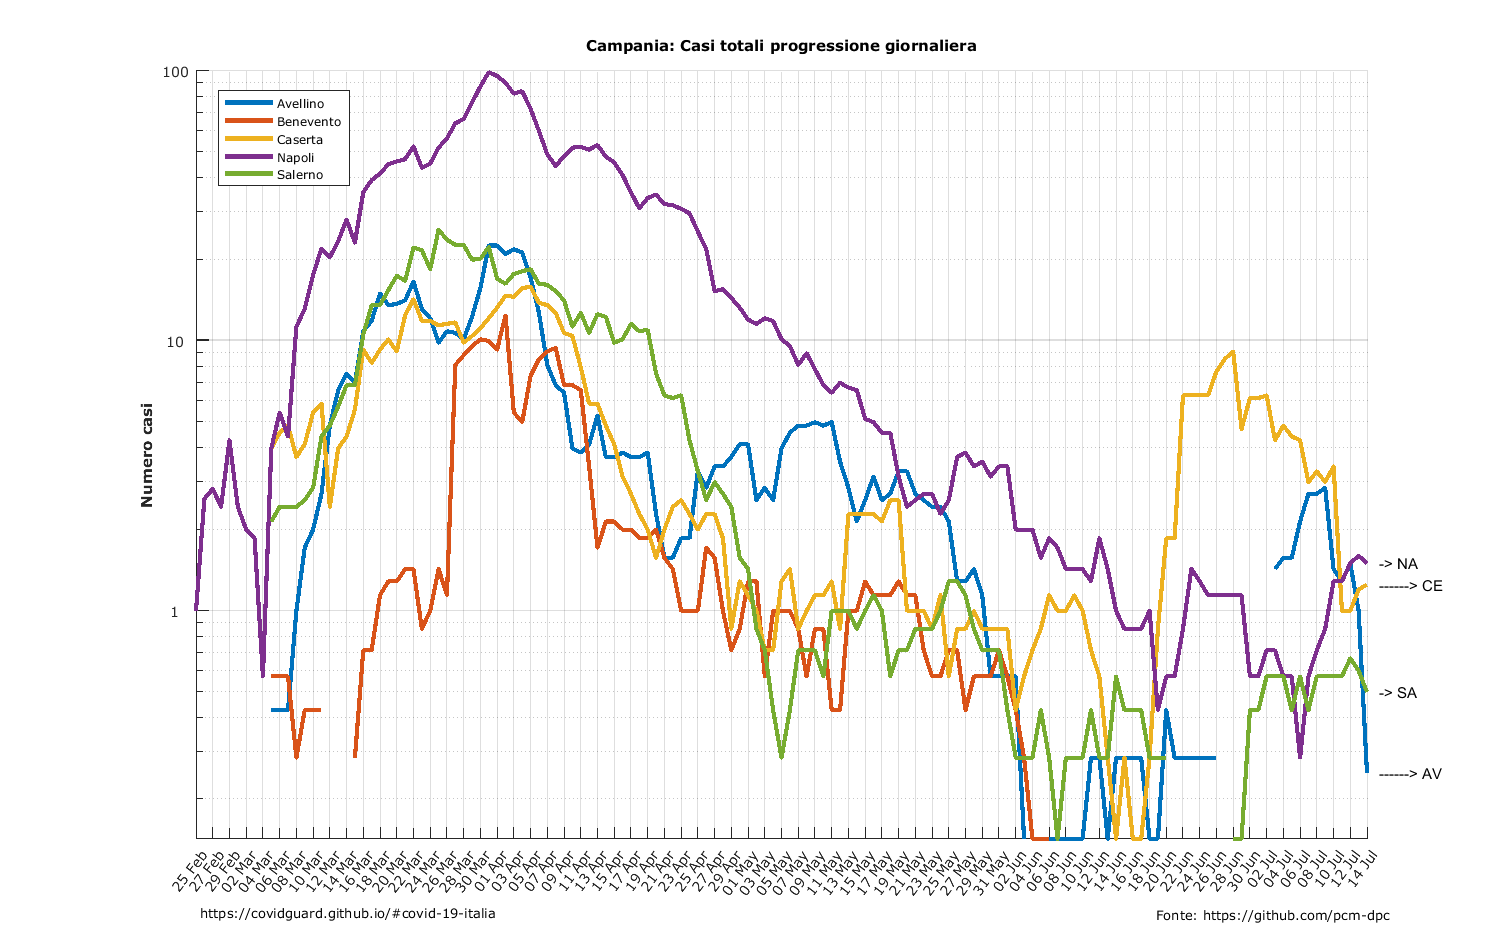 Campania: Casi totali progressione giornaliera
100
10
1
Numero casi
Avellino
Benevento
Caserta
Napoli
Salerno
-> NA
------> CE
-> SA
------> AV
25 Feb
27 Feb
29 Feb
02 Mar
04 Mar
06 Mar
08 Mar
10 Mar
12 Mar
14 Mar
16 Mar
18 Mar
20 Mar
22 Mar
24 Mar
26 Mar
28 Mar
30 Mar
01 Apr
03 Apr
05 Apr
07 Apr
09 Apr
11 Apr
13 Apr
15 Apr
17 Apr
19 Apr
21 Apr
23 Apr
25 Apr
27 Apr
29 Apr
01 May
03 May
05 May
07 May
09 May
11 May
13 May
15 May
17 May
19 May
21 May
23 May
25 May
27 May
29 May
31 May
02 Jun
04 Jun
06 Jun
08 Jun
10 Jun
12 Jun
14 Jun
16 Jun
18 Jun
20 Jun
22 Jun
24 Jun
26 Jun
28 Jun
30 Jun
02 Jul
04 Jul
06 Jul
08 Jul
10 Jul
12 Jul
14 Jul
https://covidguard.github.io/#covid-19-italia
Fonte: https://github.com/pcm-dpc